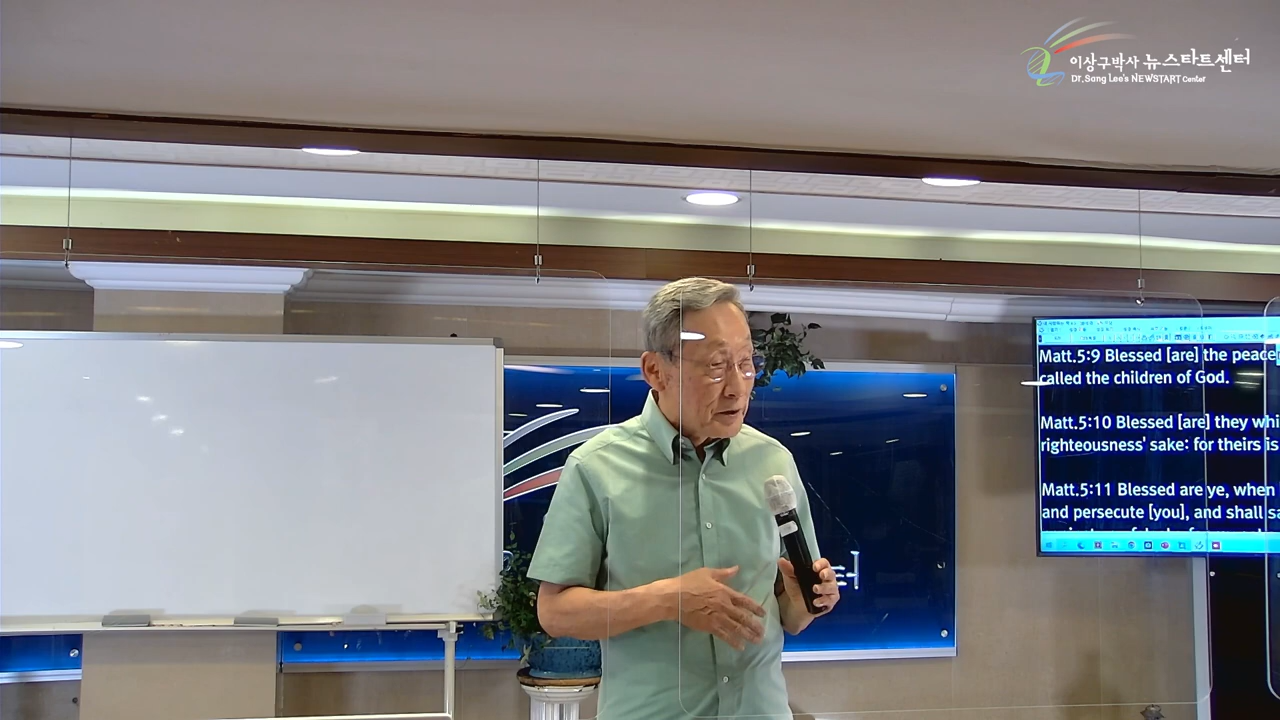 이상구박사 뉴스타트센터
Dr. Sang Lee's NEWSTART Center
Matt.5:9 Blessed [are] the peace
called the children of God.
Matt.5:10 Blessed [are] they whi
righteousness' sake: for theirs is
Matt.5:11 Blessed are ye, when
and persecute [you], and shall sa